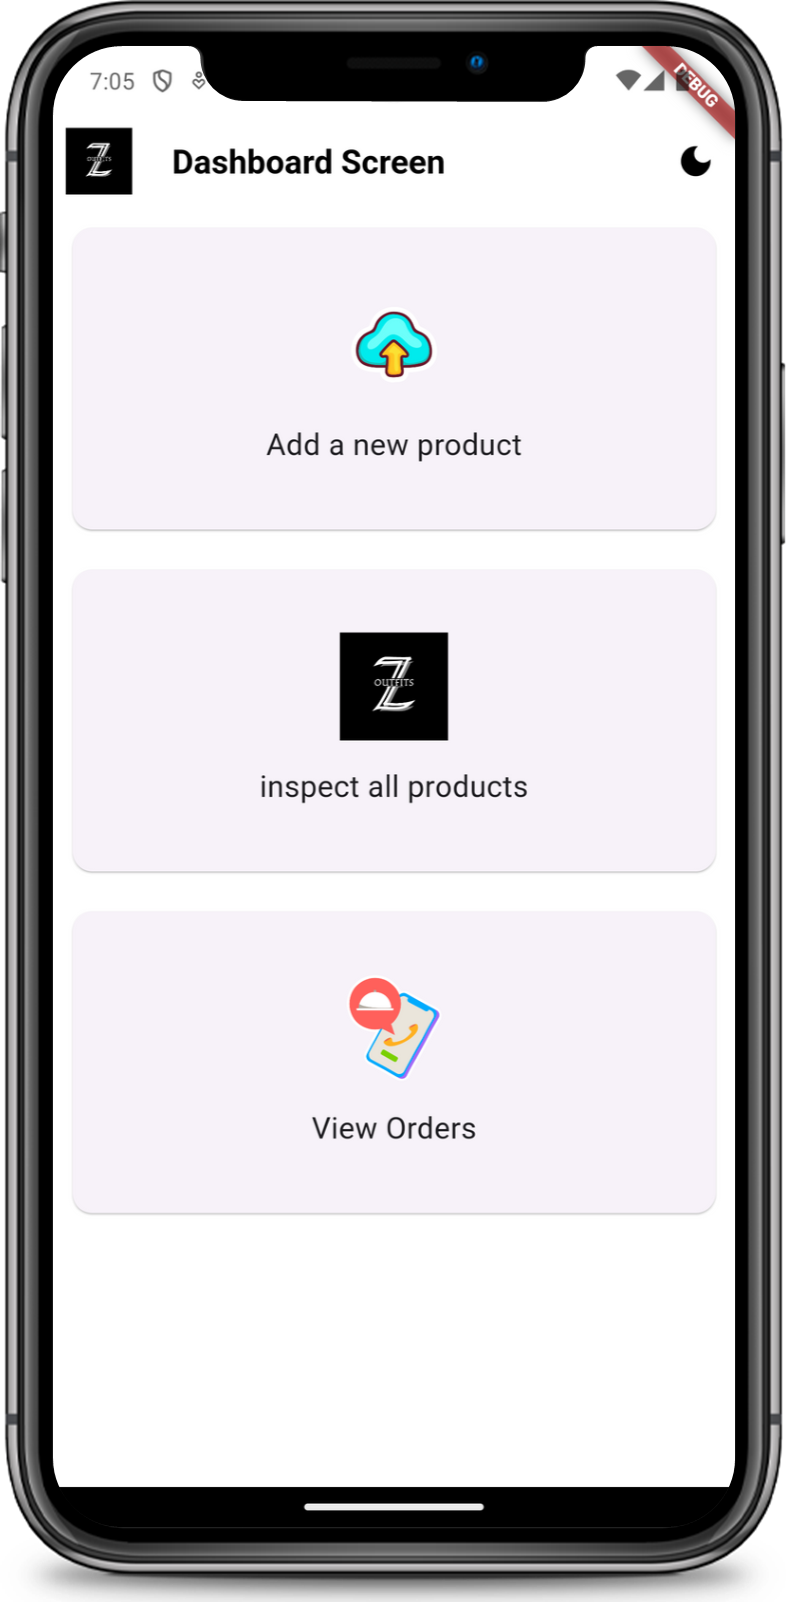 7:05
DEBUG
OUTFITS
Dashboard Screen
Add a new product
Z
OUTFITS
inspect all products
View Orders